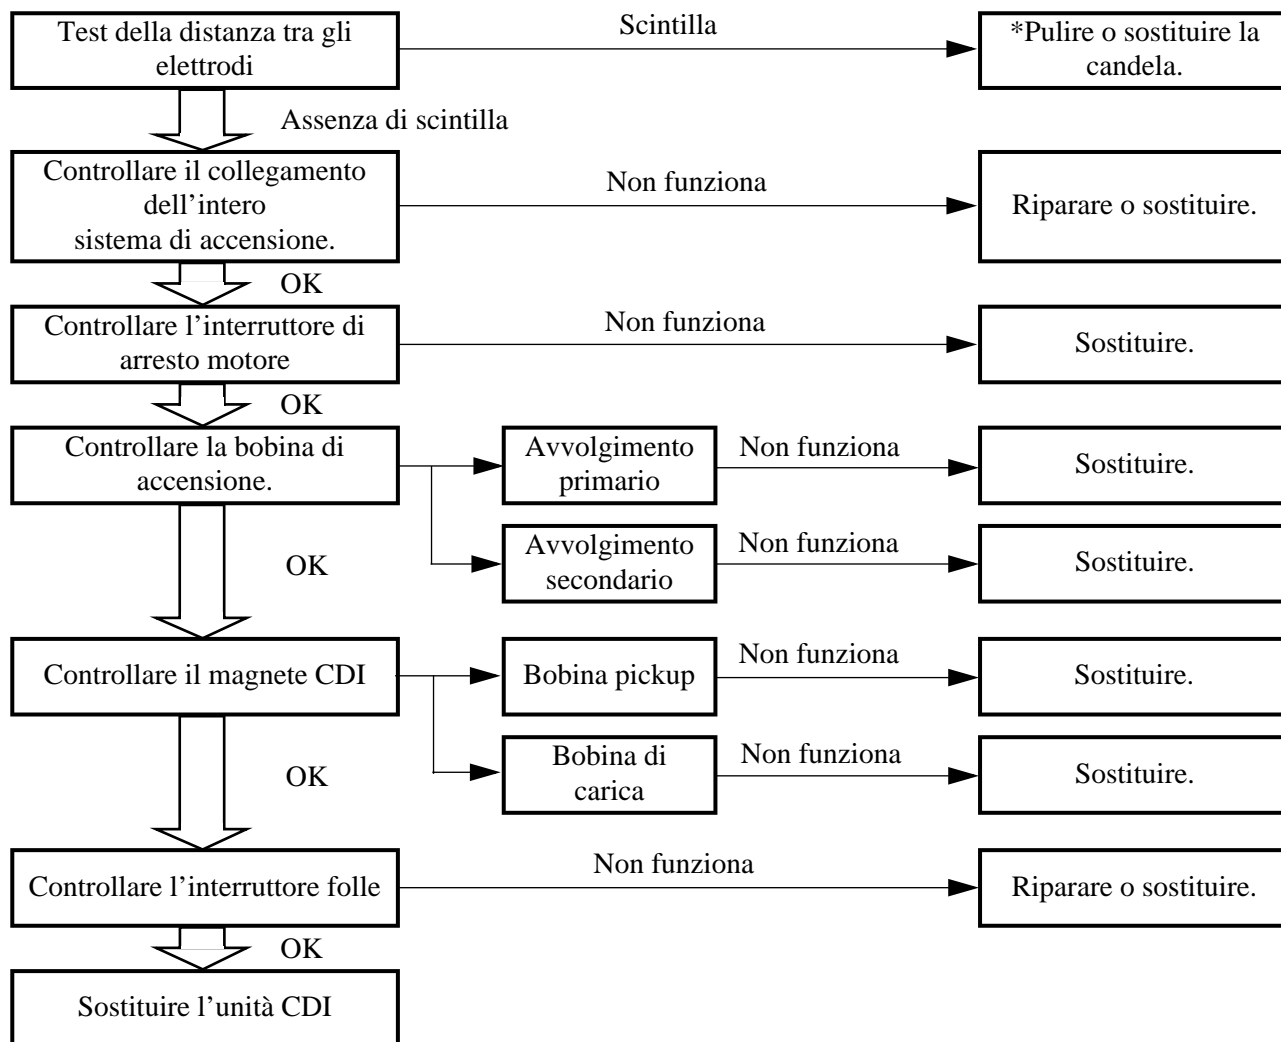 Test della distanza tra gli
elettrodi
Scintilla
*Pulire o sostituire la
candela.
Assenza di scintilla
Controllare il collegamento
dell’intero
sistema di accensione.
Non funziona
Riparare o sostituire.
OK
Controllare l’interruttore di
arresto motore
Non funziona
Sostituire.
OK
Controllare la bobina di
accensione.
Avvolgimento
primario
Non funziona
Sostituire.
Avvolgimento
secondario
Non funziona
Sostituire.
OK
Controllare il magnete CDI
Bobina pickup
Non funziona
Sostituire.
Bobina di
carica
Non funziona
Sostituire.
OK
Controllare l’interruttore folle
Non funziona
Riparare o sostituire.
OK
Sostituire l’unità CDI